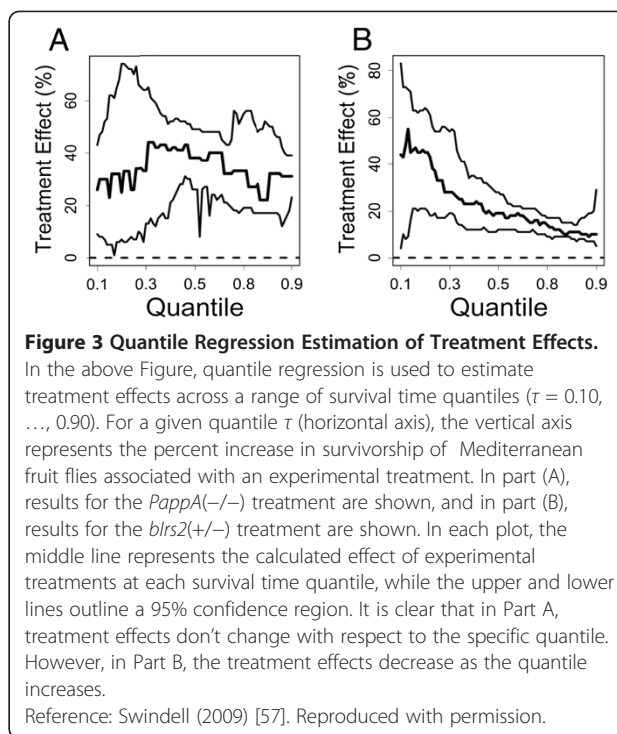 A
B
Treatment Effect (%)
0 20 40 60
0.1 0.3 0.5 0.8 0.9
Quantile
Treatment Effect (%)
0 20 40 60 80
0.1 0.3 0.5 0.8 0.9
Quantile
Figure 3 Quantile Regression Estimation of Treatment Effects.
In the above Figure, quantile regression is used to estimate
treatment effects across a range of survival time quantiles (τ = 0.10,
…, 0.90). For a given quantile τ (horizontal axis), the vertical axis
represents the percent increase in survivorship of Mediterranean
fruit flies associated with an experimental treatment. In part (A),
results for the PappA(−/−) treatment are shown, and in part (B),
results for the blrs2(+/−) treatment are shown. In each plot, the
middle line represents the calculated effect of experimental
treatments at each survival time quantile, while the upper and lower
lines outline a 95% confidence region. It is clear that in Part A,
treatment effects don’t change with respect to the specific quantile.
However, in Part B, the treatment effects decrease as the quantile
increases.
Reference: Swindell (2009) [57]. Reproduced with permission.